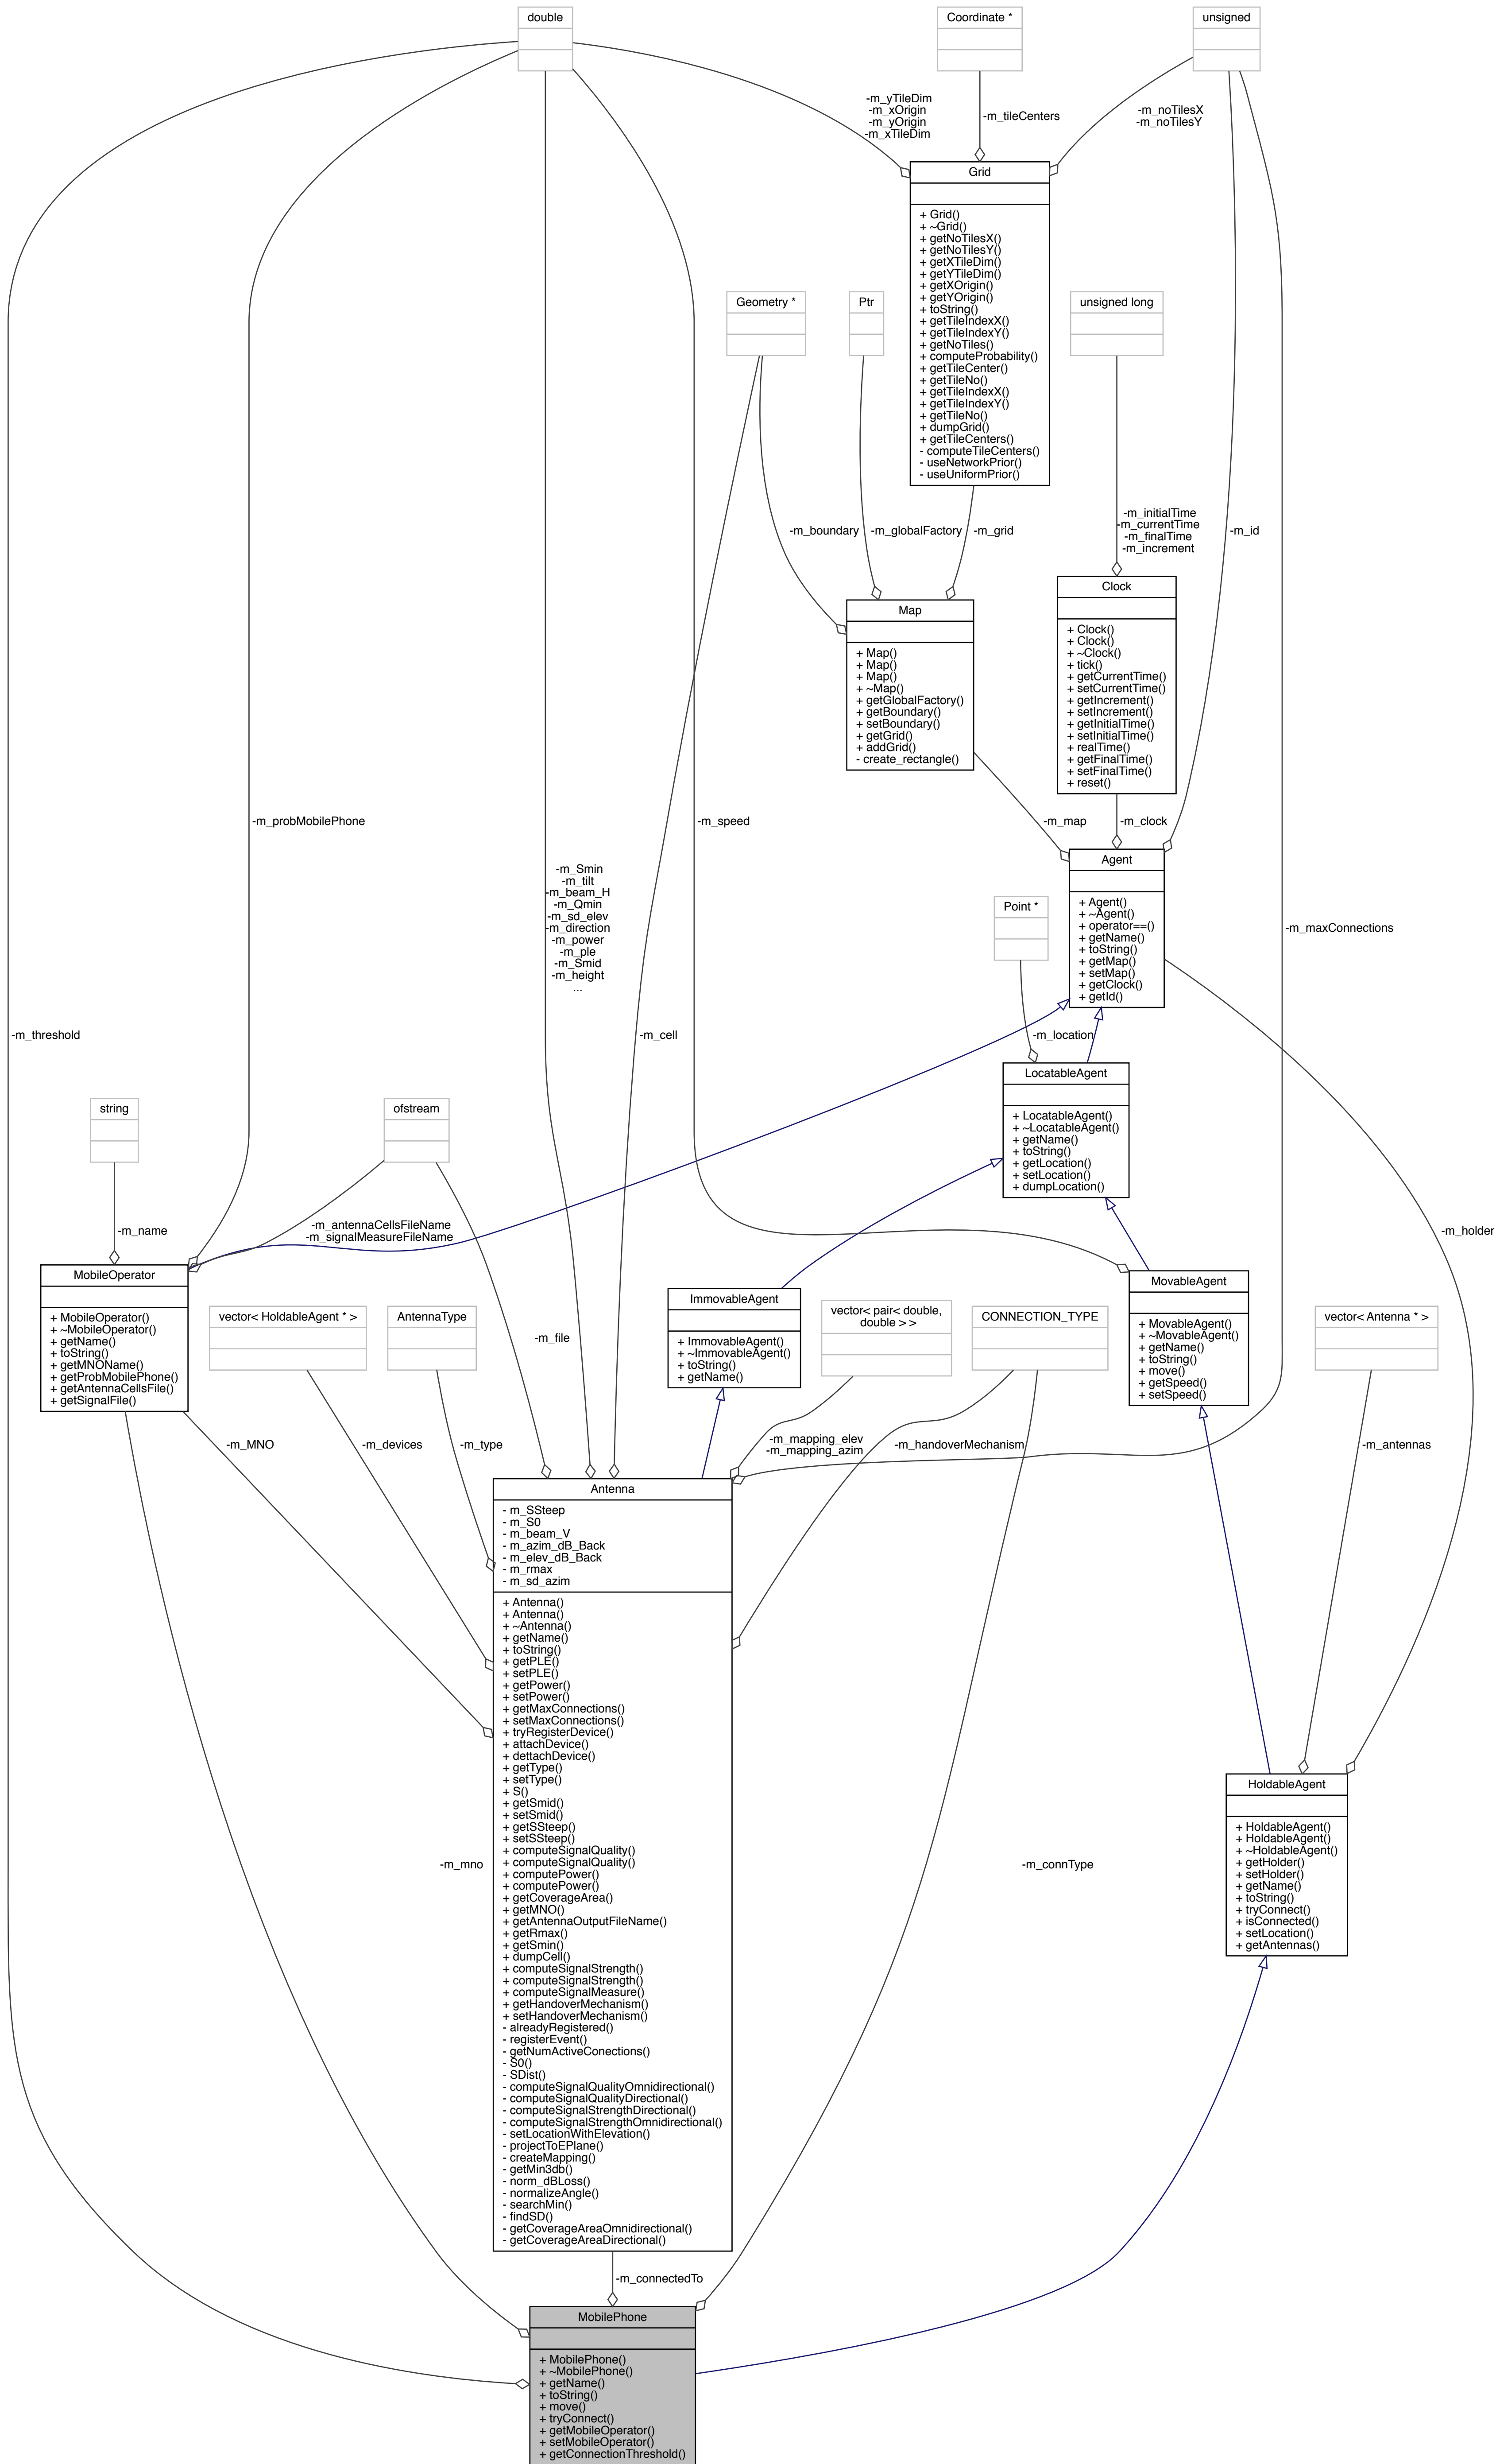 double
Coordinate *
unsigned
-m_yTileDim
-m_xOrigin
-m_yOrigin
-m_xTileDim
-m_tileCenters
-m_noTilesX
-m_noTilesY
Grid
+ Grid()
+ ~Grid()
+ getNoTilesX()
+ getNoTilesY()
+ getXTileDim()
+ getYTileDim()
+ getXOrigin()
+ getYOrigin()
+ toString()
+ getTileIndexX()
+ getTileIndexY()
+ getNoTiles()
+ computeProbability()
+ getTileCenter()
+ getTileNo()
+ getTileIndexX()
+ getTileIndexY()
+ getTileNo()
+ dumpGrid()
+ getTileCenters()
- computeTileCenters()
- useNetworkPrior()
- useUniformPrior()
Geometry *
Ptr
unsigned long
-m_boundary
-m_globalFactory
-m_grid
-m_initialTime
-m_currentTime
-m_finalTime
-m_increment
-m_id
Map
+ Map()
+ Map()
+ Map()
+ ~Map()
+ getGlobalFactory()
+ getBoundary()
+ setBoundary()
+ getGrid()
+ addGrid()
- create_rectangle()
Clock
+ Clock()
+ Clock()
+ ~Clock()
+ tick()
+ getCurrentTime()
+ setCurrentTime()
+ getIncrement()
+ setIncrement()
+ getInitialTime()
+ setInitialTime()
+ realTime()
+ getFinalTime()
+ setFinalTime()
+ reset()
-m_probMobilePhone
-m_speed
-m_map
-m_clock
-m_Smin
-m_tilt
-m_beam_H
-m_Qmin
-m_sd_elev
-m_direction
-m_power
-m_ple
-m_Smid
-m_height
...
Agent
+ Agent()
+ ~Agent()
+ operator==()
+ getName()
+ toString()
+ getMap()
+ setMap()
+ getClock()
+ getId()
Point *
-m_maxConnections
-m_threshold
-m_cell
-m_location
LocatableAgent
+ LocatableAgent()
+ ~LocatableAgent()
+ getName()
+ toString()
+ getLocation()
+ setLocation()
+ dumpLocation()
string
ofstream
-m_name
-m_antennaCellsFileName
-m_signalMeasureFileName
-m_holder
MobileOperator
+ MobileOperator()
+ ~MobileOperator()
+ getName()
+ toString()
+ getMNOName()
+ getProbMobilePhone()
+ getAntennaCellsFile()
+ getSignalFile()
vector< HoldableAgent * >
AntennaType
-m_file
ImmovableAgent
+ ImmovableAgent()
+ ~ImmovableAgent()
+ toString()
+ getName()
vector< pair< double,
double > >
CONNECTION_TYPE
MovableAgent
+ MovableAgent()
+ ~MovableAgent()
+ getName()
+ toString()
+ move()
+ getSpeed()
+ setSpeed()
vector< Antenna * >
-m_MNO
-m_devices
-m_type
-m_mapping_elev
-m_mapping_azim
-m_handoverMechanism
-m_antennas
Antenna
- m_SSteep
- m_S0
- m_beam_V
- m_azim_dB_Back
- m_elev_dB_Back
- m_rmax
- m_sd_azim
+ Antenna()
+ Antenna()
+ ~Antenna()
+ getName()
+ toString()
+ getPLE()
+ setPLE()
+ getPower()
+ setPower()
+ getMaxConnections()
+ setMaxConnections()
+ tryRegisterDevice()
+ attachDevice()
+ dettachDevice()
+ getType()
+ setType()
+ S()
+ getSmid()
+ setSmid()
+ getSSteep()
+ setSSteep()
+ computeSignalQuality()
+ computeSignalQuality()
+ computePower()
+ computePower()
+ getCoverageArea()
+ getMNO()
+ getAntennaOutputFileName()
+ getRmax()
+ getSmin()
+ dumpCell()
+ computeSignalStrength()
+ computeSignalStrength()
+ computeSignalMeasure()
+ getHandoverMechanism()
+ setHandoverMechanism()
- alreadyRegistered()
- registerEvent()
- getNumActiveConections()
- S0()
- SDist()
- computeSignalQualityOmnidirectional()
- computeSignalQualityDirectional()
- computeSignalStrengthDirectional()
- computeSignalStrengthOmnidirectional()
- setLocationWithElevation()
- projectToEPlane()
- createMapping()
- getMin3db()
- norm_dBLoss()
- normalizeAngle()
- searchMin()
- findSD()
- getCoverageAreaOmnidirectional()
- getCoverageAreaDirectional()
HoldableAgent
+ HoldableAgent()
+ HoldableAgent()
+ ~HoldableAgent()
+ getHolder()
+ setHolder()
+ getName()
+ toString()
+ tryConnect()
+ isConnected()
+ setLocation()
+ getAntennas()
-m_mno
-m_connType
-m_connectedTo
MobilePhone
+ MobilePhone()
+ ~MobilePhone()
+ getName()
+ toString()
+ move()
+ tryConnect()
+ getMobileOperator()
+ setMobileOperator()
+ getConnectionThreshold()